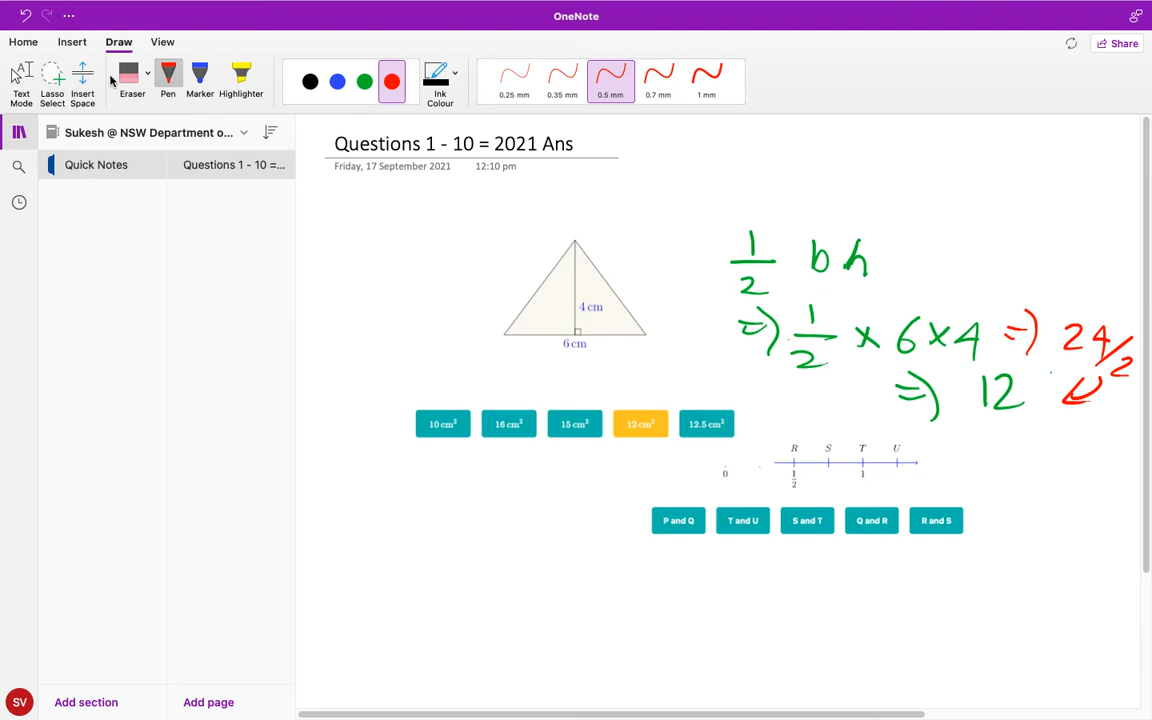 OneNote
Home Insert Draw View
Share
Text Mode
Lasso Select
Insert Space
Eraser
Pen
Marker
Highlighter
Ink Colour
0.25 mm
0.35 mm
0.5 mm
0.7 mm
1 mm
Sukesh @ NSW Department o...
Quick Notes
Questions 1 - 10 =...
Questions 1 - 10 = 2021 Ans
Friday, 17 September 2021 12:10 pm
4 cm
6 cm
1/2 b h
=> 1/2 × 6 × 4 => 24/2
=> 12
10 cm² 16 cm² 15 cm² 12 cm² 12.5 cm²
R S T U
0 1/2 1
P and Q T and U S and T Q and R R and S
SV
Add section
Add page